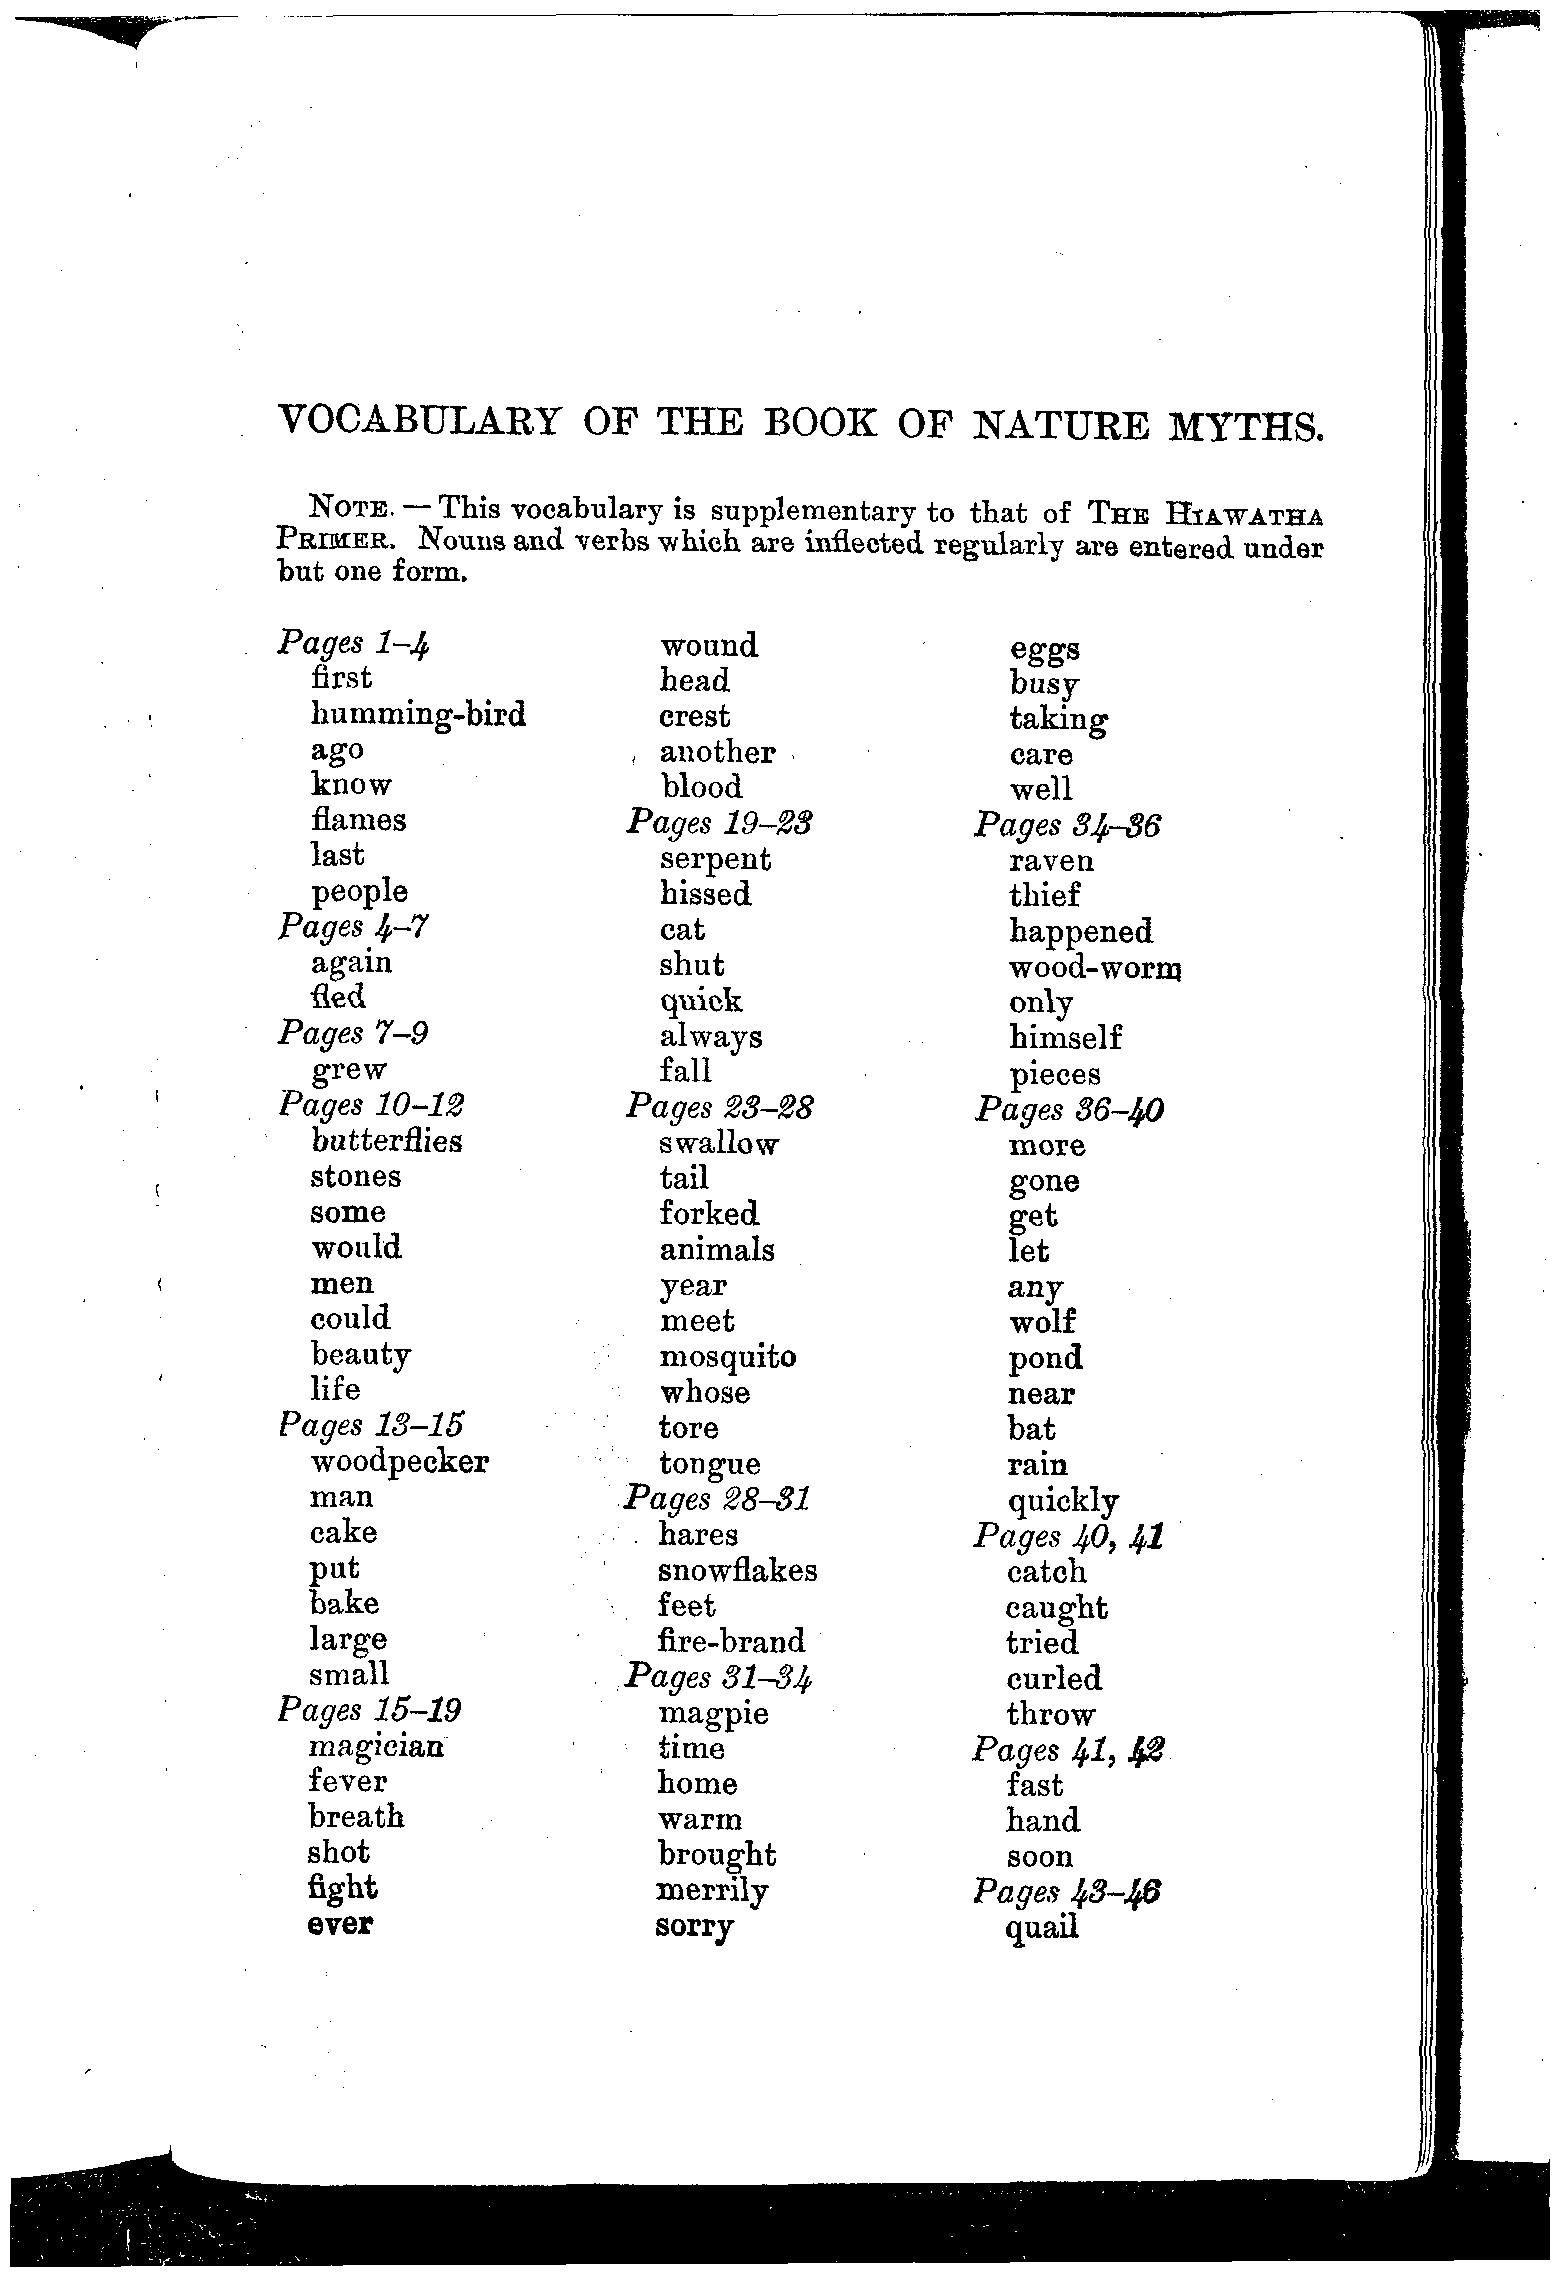 VOCABULARY OF THE BOOK OF NATURE MYTHS.
NOTE. — This vocabulary is supplementary to that of THE HIAWATHA
PRIMER. Nouns and verbs which are inflected regularly are entered under
but one form.
Pages 1–4
first
humming-bird
ago
know
flames
last
people
Pages 4–7
again
fled
Pages 7–9
grew
Pages 10–12
butterflies
stones
some
would
men
could
beauty
life
Pages 13–15
woodpecker
man
cake
put
bake
large
small
Pages 15–19
magician
fever
breath
shot
fight
ever
wound
head
crest
another
blood
Pages 19–23
serpent
hissed
cat
shut
quick
always
fall
Pages 23–28
swallow
tail
forked
animals
year
meet
mosquito
whose
tore
tongue
Pages 28–31
hares
snowflakes
feet
fire-brand
Pages 31–34
magpie
time
home
warm
brought
merrily
sorry
eggs
busy
taking
care
well
Pages 34–36
raven
thief
happened
wood-worm
only
himself
pieces
Pages 36–40
more
gone
get
let
any
wolf
pond
near
bat
rain
quickly
Pages 40, 41
catch
caught
tried
curled
throw
Pages 41, 42
fast
hand
soon
Pages 43–46
quail